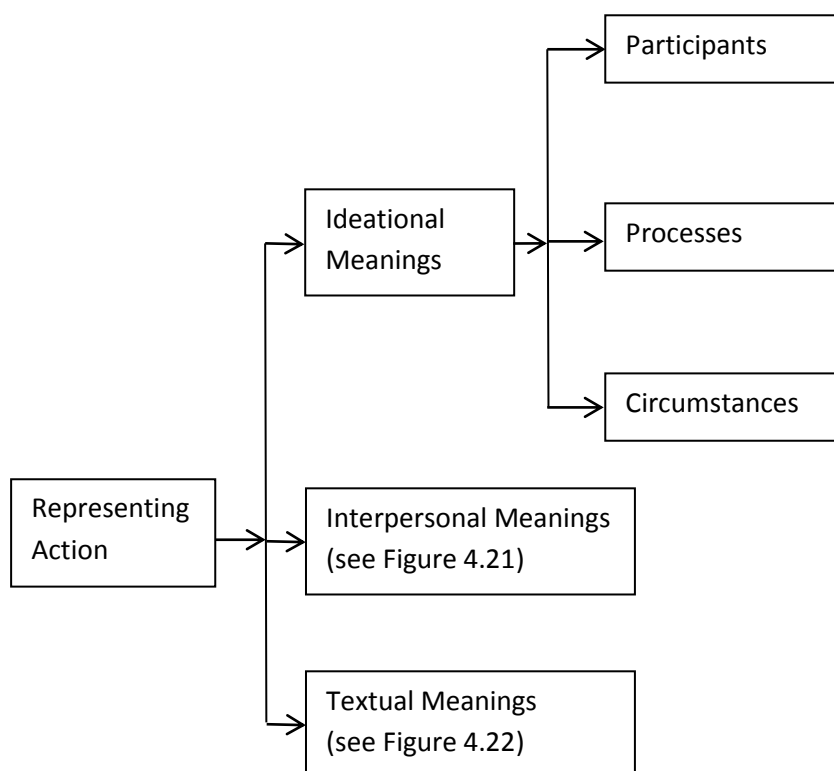 Participants
Ideational
Meanings
Processes
Circumstances
Representing
Action
Interpersonal Meanings
(see Figure 4.21)
Textual Meanings
(see Figure 4.22)